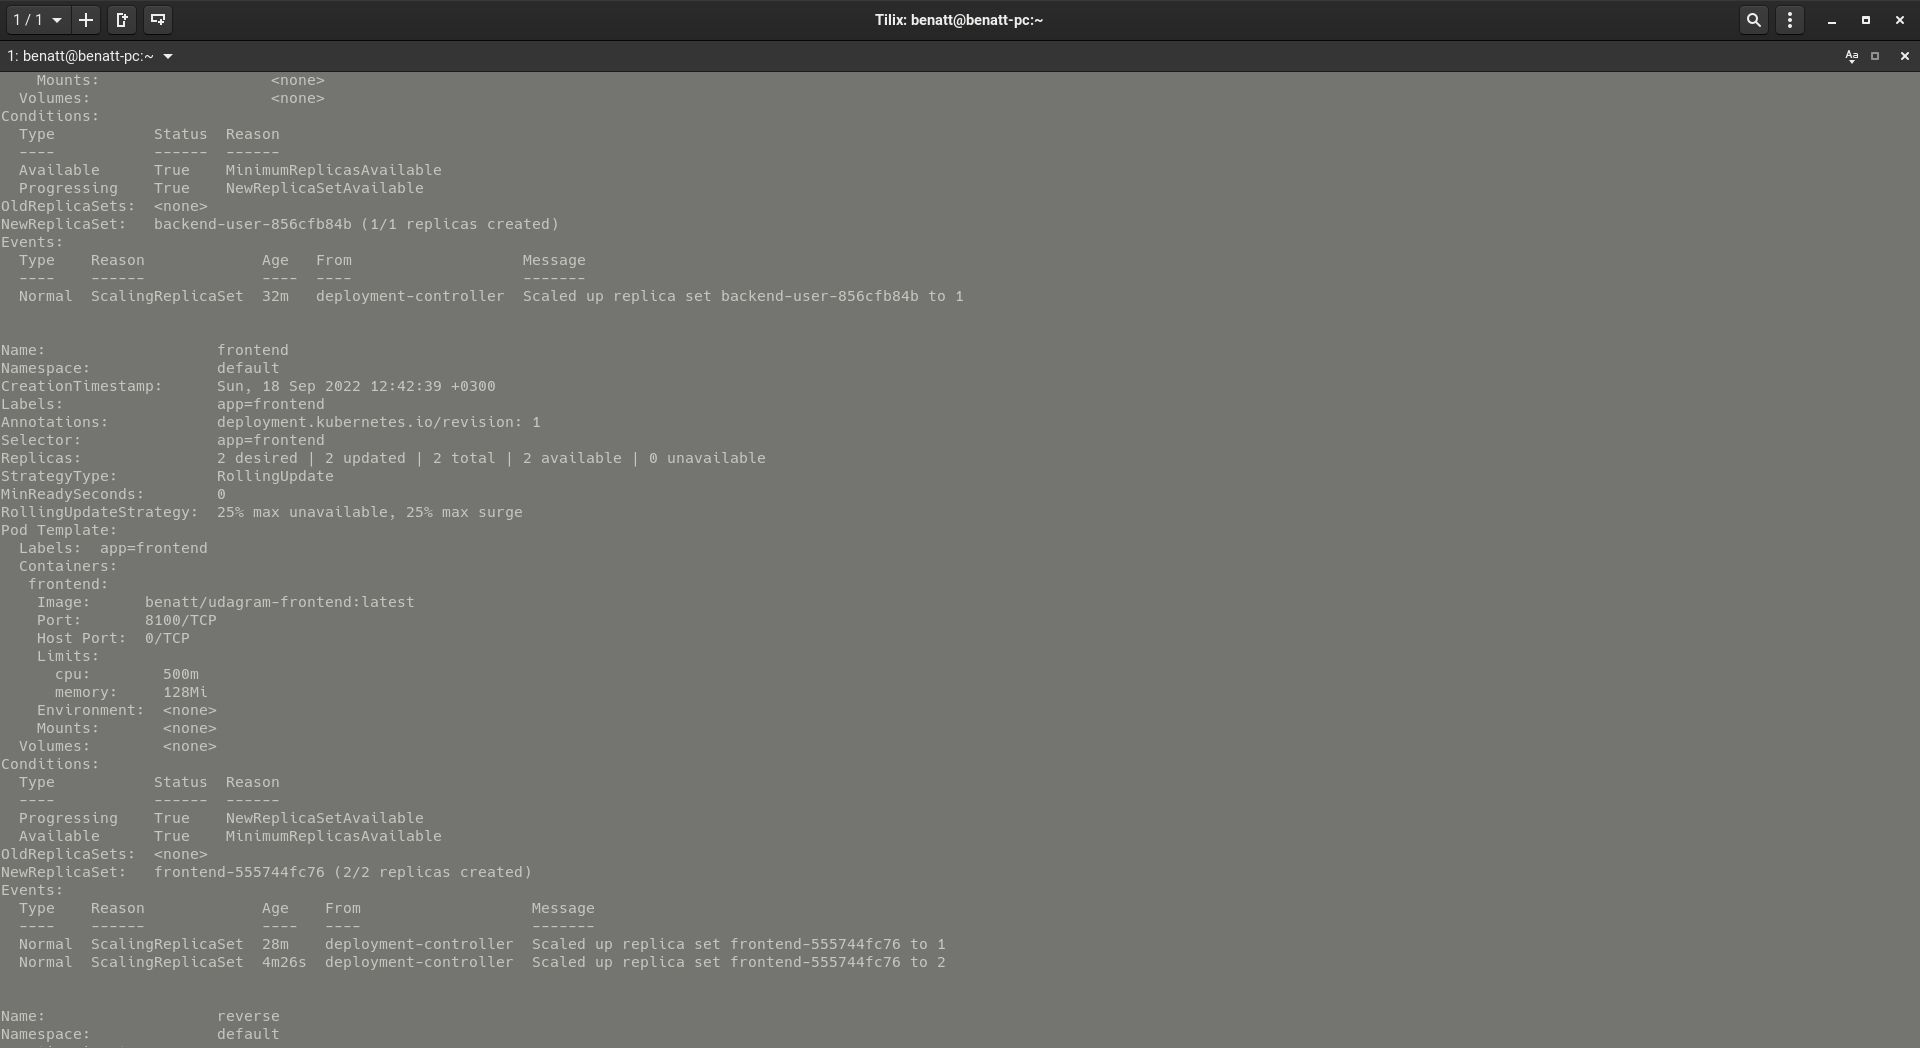 1 / 1
Tilix: benatt@benatt-pc:~
1: benatt@benatt-pc:~
Aa
    Mounts:                   <none>
  Volumes:                    <none>
Conditions:
  Type           Status  Reason
  ----           ------  ------
  Available      True    MinimumReplicasAvailable
  Progressing    True    NewReplicaSetAvailable
OldReplicaSets:  <none>
NewReplicaSet:   backend-user-856cfb84b (1/1 replicas created)
Events:
  Type    Reason             Age   From                   Message
  ----    ------             ----  ----                   -------
  Normal  ScalingReplicaSet  32m   deployment-controller  Scaled up replica set backend-user-856cfb84b to 1
Name:                   frontend
Namespace:              default
CreationTimestamp:      Sun, 18 Sep 2022 12:42:39 +0300
Labels:                 app=frontend
Annotations:            deployment.kubernetes.io/revision: 1
Selector:               app=frontend
Replicas:               2 desired | 2 updated | 2 total | 2 available | 0 unavailable
StrategyType:           RollingUpdate
MinReadySeconds:        0
RollingUpdateStrategy:  25% max unavailable, 25% max surge
Pod Template:
  Labels:  app=frontend
  Containers:
   frontend:
    Image:      benatt/udagram-frontend:latest
    Port:       8100/TCP
    Host Port:  0/TCP
    Limits:
      cpu:        500m
      memory:     128Mi
    Environment:  <none>
    Mounts:       <none>
  Volumes:        <none>
Conditions:
  Type           Status  Reason
  ----           ------  ------
  Progressing    True    NewReplicaSetAvailable
  Available      True    MinimumReplicasAvailable
OldReplicaSets:  <none>
NewReplicaSet:   frontend-555744fc76 (2/2 replicas created)
Events:
  Type    Reason             Age    From                   Message
  ----    ------             ----   ----                   -------
  Normal  ScalingReplicaSet  28m    deployment-controller  Scaled up replica set frontend-555744fc76 to 1
  Normal  ScalingReplicaSet  4m26s  deployment-controller  Scaled up replica set frontend-555744fc76 to 2
Name:                   reverse
Namespace:              default